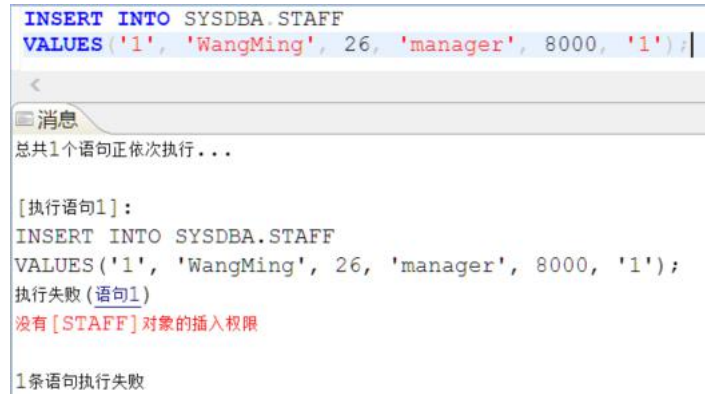 INSERT INTO SYSDBA.STAFF
VALUES('1', 'WangMing', 26, 'manager', 8000, '1');
消息
总共1个语句正依次执行...
[执行语句1]:
INSERT INTO SYSDBA.STAFF
VALUES('1', 'WangMing', 26, 'manager', 8000, '1');
执行失败(语句1)
没有[STAFF]对象的插入权限
1条语句执行失败